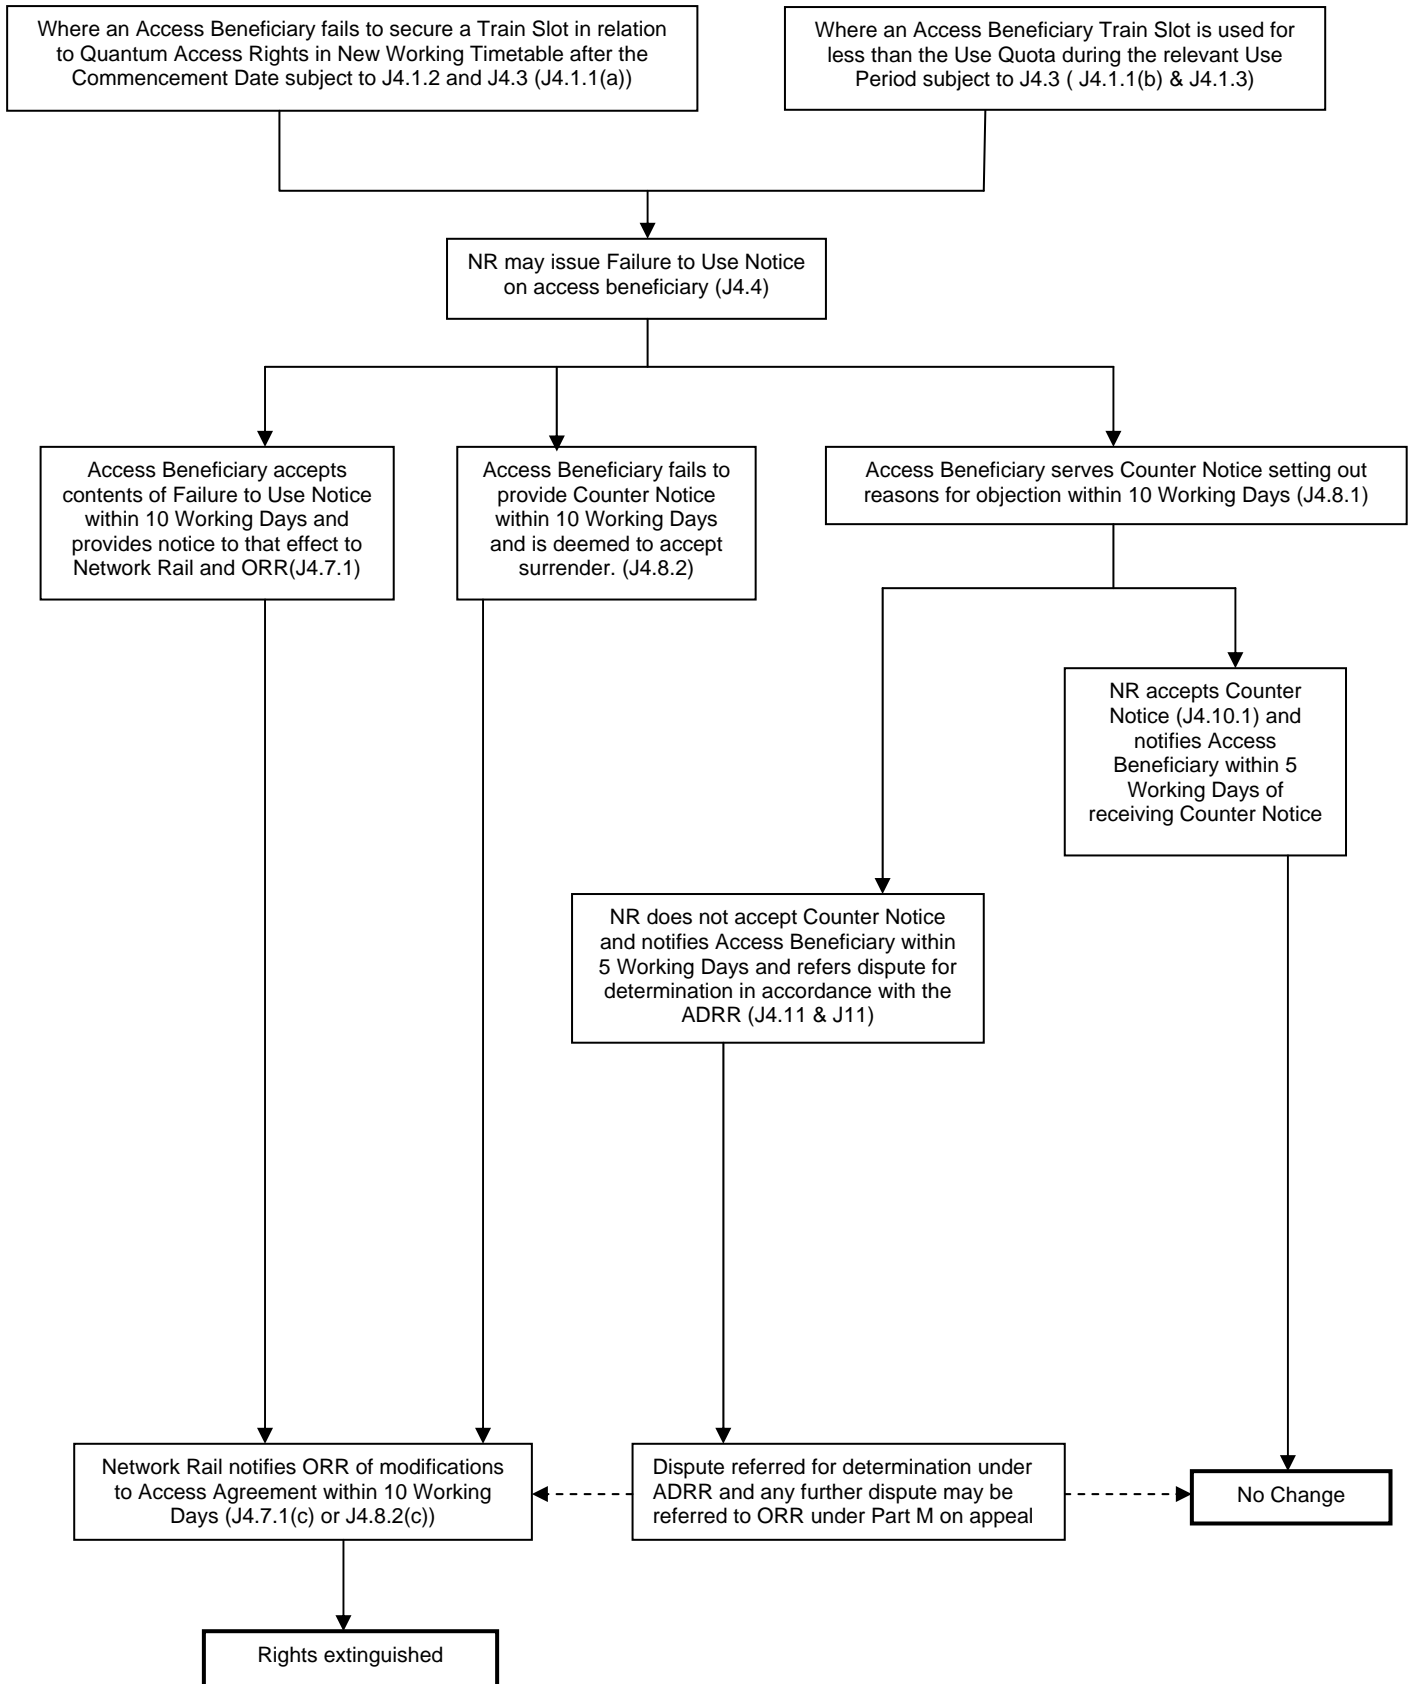 Where an Access Beneficiary fails to secure a Train Slot in relation
to Quantum Access Rights in New Working Timetable after the
Commencement Date subject to J4.1.2 and J4.3 (J4.1.1(a))
Where an Access Beneficiary Train Slot is used for
less than the Use Quota during the relevant Use
Period subject to J4.3 ( J4.1.1(b) & J4.1.3)
NR may issue Failure to Use Notice
on access beneficiary (J4.4)
Access Beneficiary accepts
contents of Failure to Use Notice
within 10 Working Days and
provides notice to that effect to
Network Rail and ORR(J4.7.1)
Access Beneficiary fails to
provide Counter Notice
within 10 Working Days
and is deemed to accept
surrender. (J4.8.2)
Access Beneficiary serves Counter Notice setting out
reasons for objection within 10 Working Days (J4.8.1)
NR accepts Counter
Notice (J4.10.1) and
notifies Access
Beneficiary within 5
Working Days of
receiving Counter Notice
NR does not accept Counter Notice
and notifies Access Beneficiary within
5 Working Days and refers dispute for
determination in accordance with the
ADRR (J4.11 & J11)
Network Rail notifies ORR of modifications
to Access Agreement within 10 Working
Days (J4.7.1(c) or J4.8.2(c))
Dispute referred for determination under
ADRR and any further dispute may be
referred to ORR under Part M on appeal
No Change
Rights extinguished